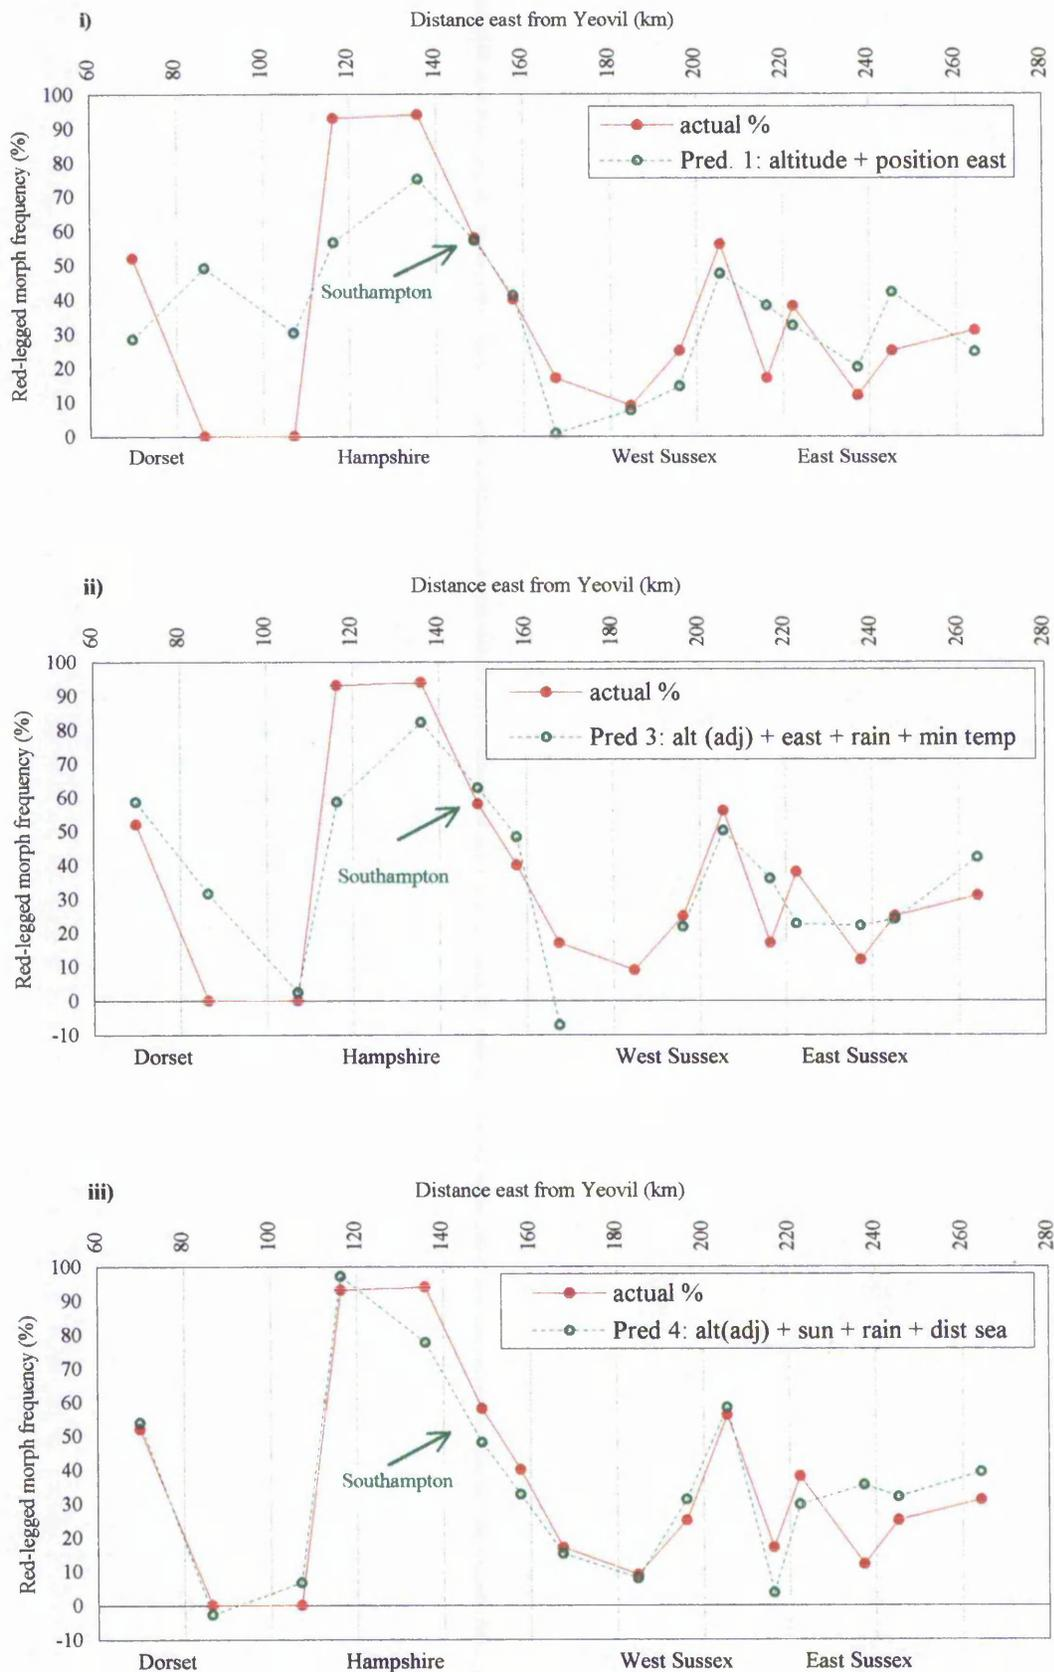 i)
Distance east from Yeovil (km)
60 80 100 120 140 160 180 200 220 240 260 280
Red-legged morph frequency (%)
100
90
80
70
60
50
40
30
20
10
0
actual %
Pred. 1: altitude + position east
Southampton
Dorset Hampshire West Sussex East Sussex
ii)
Distance east from Yeovil (km)
60 80 100 120 140 160 180 200 220 240 260 280
Red-legged morph frequency (%)
100
90
80
70
60
50
40
30
20
10
0
-10
actual %
Pred 3: alt (adj) + east + rain + min temp
Southampton
Dorset Hampshire West Sussex East Sussex
iii)
Distance east from Yeovil (km)
60 80 100 120 140 160 180 200 220 240 260 280
Red-legged morph frequency (%)
100
90
80
70
60
50
40
30
20
10
0
-10
actual %
Pred 4: alt(adj) + sun + rain + dist sea
Southampton
Dorset Hampshire West Sussex East Sussex